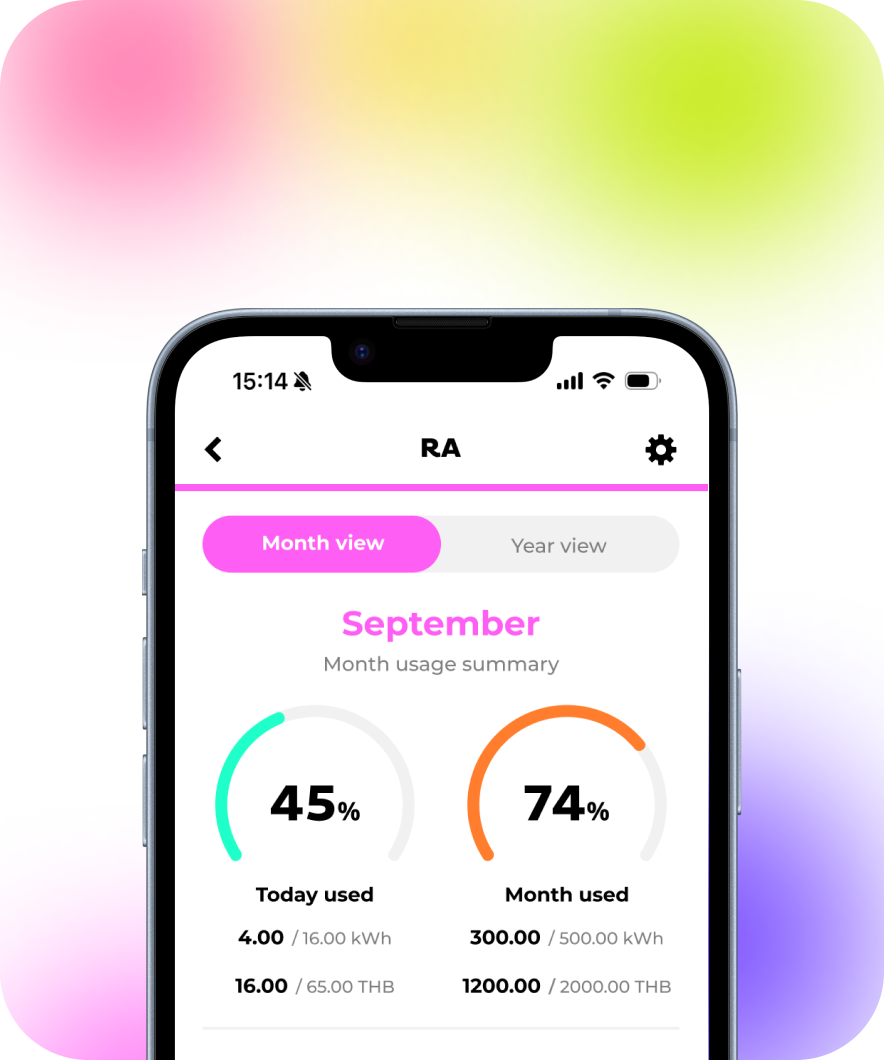 15:14
RA
Month view Year view
September
Month usage summary
45% 74%
Today used Month used
4.00 / 16.00 kWh 300.00 / 500.00 kWh
16.00 / 65.00 THB 1200.00 / 2000.00 THB